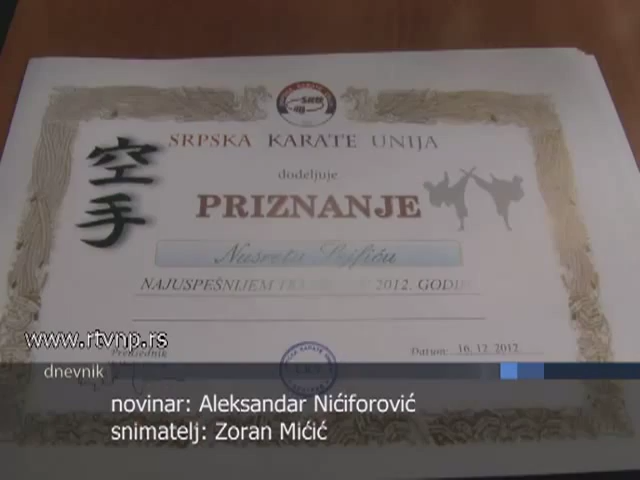 空手
SRPSKA KARATE UNIJA
dodeljuje
PRIZNANJE
Nusretu
NAJUSPEŠNIJEM 2012.
Datum: 16.12.2012
www.rtvnp.rs
dnevnik
novinar: Aleksandar Nićiforović
snimatelj: Zoran Mićić